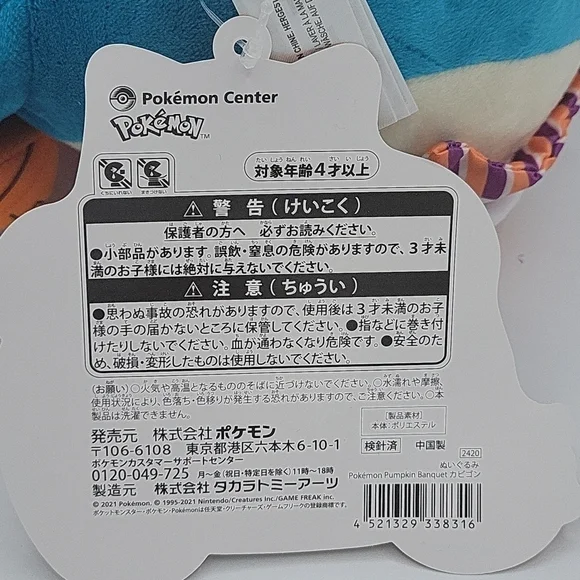 Pokémon Center
POKÉMON
TM
くちにいれない
まきつけない
対象年齢4才以上
警告(けいこく)
保護者の方へ 必ずお読みください。
●小部品があります。誤飲・窒息の危険がありますので、3才未
満のお子様には絶対に与えないでください。
注意(ちゅうい)
●思わぬ事故の恐れがありますので、使用後は3才未満のお子
様の手の届かないところに保管してください。●指などに巻き付
けたりしないでください。血が通わなくなり危険です。●安全のた
め、破損・変形したものは使用しないでください。
(お願い)○火気や高温となるもののそばに近づけないでください。○水濡れや摩擦、
使用状況により、色落ち・色移りが発生する恐れがありますので、ご注意ください。○本
製品は洗濯できません。
[製品素材]
本体:ポリエステル
発売元 株式会社ポケモン
〒106-6108 東京都港区六本木6-10-1
検針済 中国製
ポケモンカスタマーサポートセンター
0120-049-725 月~金(祝日・特定日を除く)11時~18時
製造元 株式会社タカラトミーアーツ
2420
ぬいぐるみ
Pokémon Pumpkin Banquet カビゴン
©2021 Pokémon. ©1995-2021 Nintendo/Creatures Inc./GAME FREAK inc.
ポケットモンスター・ポケモン・Pokémonは任天堂・クリーチャーズ・ゲームフリークの登録商標です。
4 521329 338316